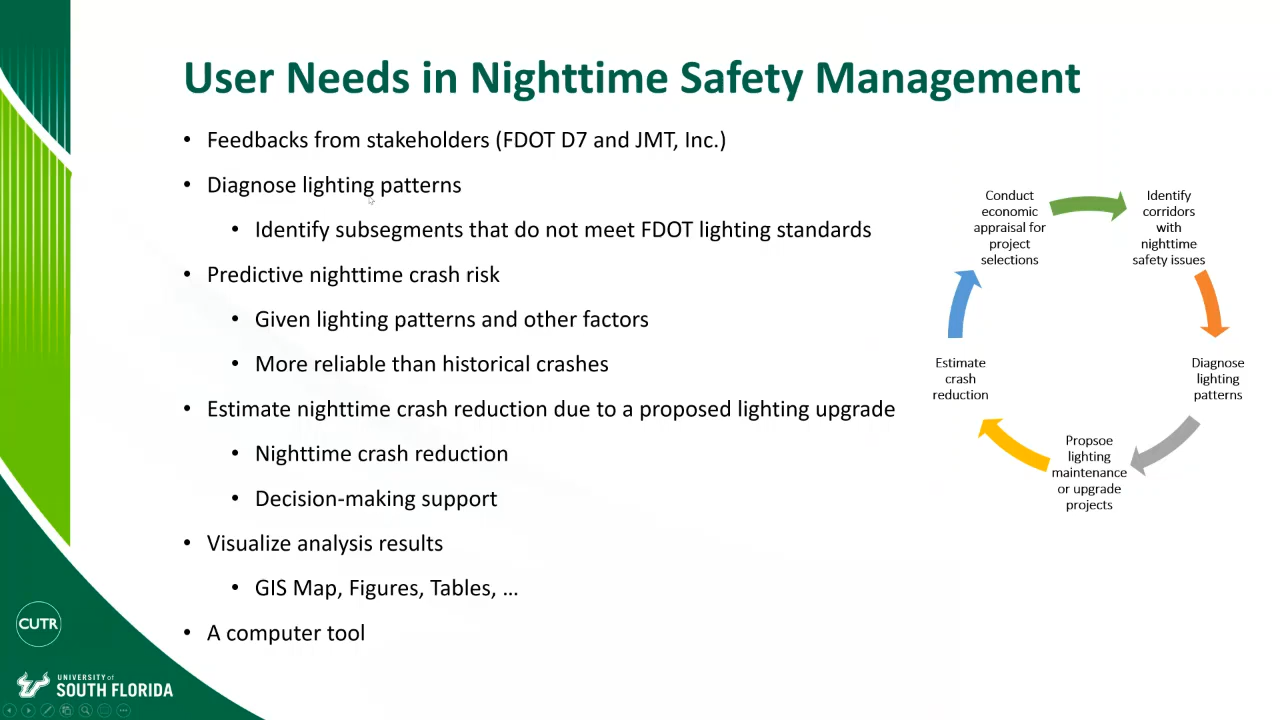 User Needs in Nighttime Safety Management
• Feedbacks from stakeholders (FDOT D7 and JMT, Inc.)
• Diagnose lighting patterns
• Identify subsegments that do not meet FDOT lighting standards
• Predictive nighttime crash risk
• Given lighting patterns and other factors
• More reliable than historical crashes
• Estimate nighttime crash reduction due to a proposed lighting upgrade
• Nighttime crash reduction
• Decision-making support
• Visualize analysis results
• GIS Map, Figures, Tables, …
• A computer tool
Conduct
economic
appraisal for
project
selections
Identify
corridors
with
nighttime
safety issues
Diagnose
lighting
patterns
Propsoe
lighting
maintenance
or upgrade
projects
Estimate
crash
reduction
CUTR
UNIVERSITY of
SOUTH FLORIDA